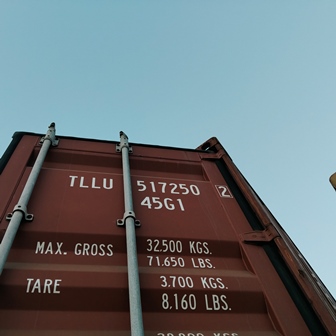 TLLU 517250 2
45G1
MAX. GROSS 32.500 KGS.
71.650 LBS.
TARE 3.700 KGS.
8.160 LBS.